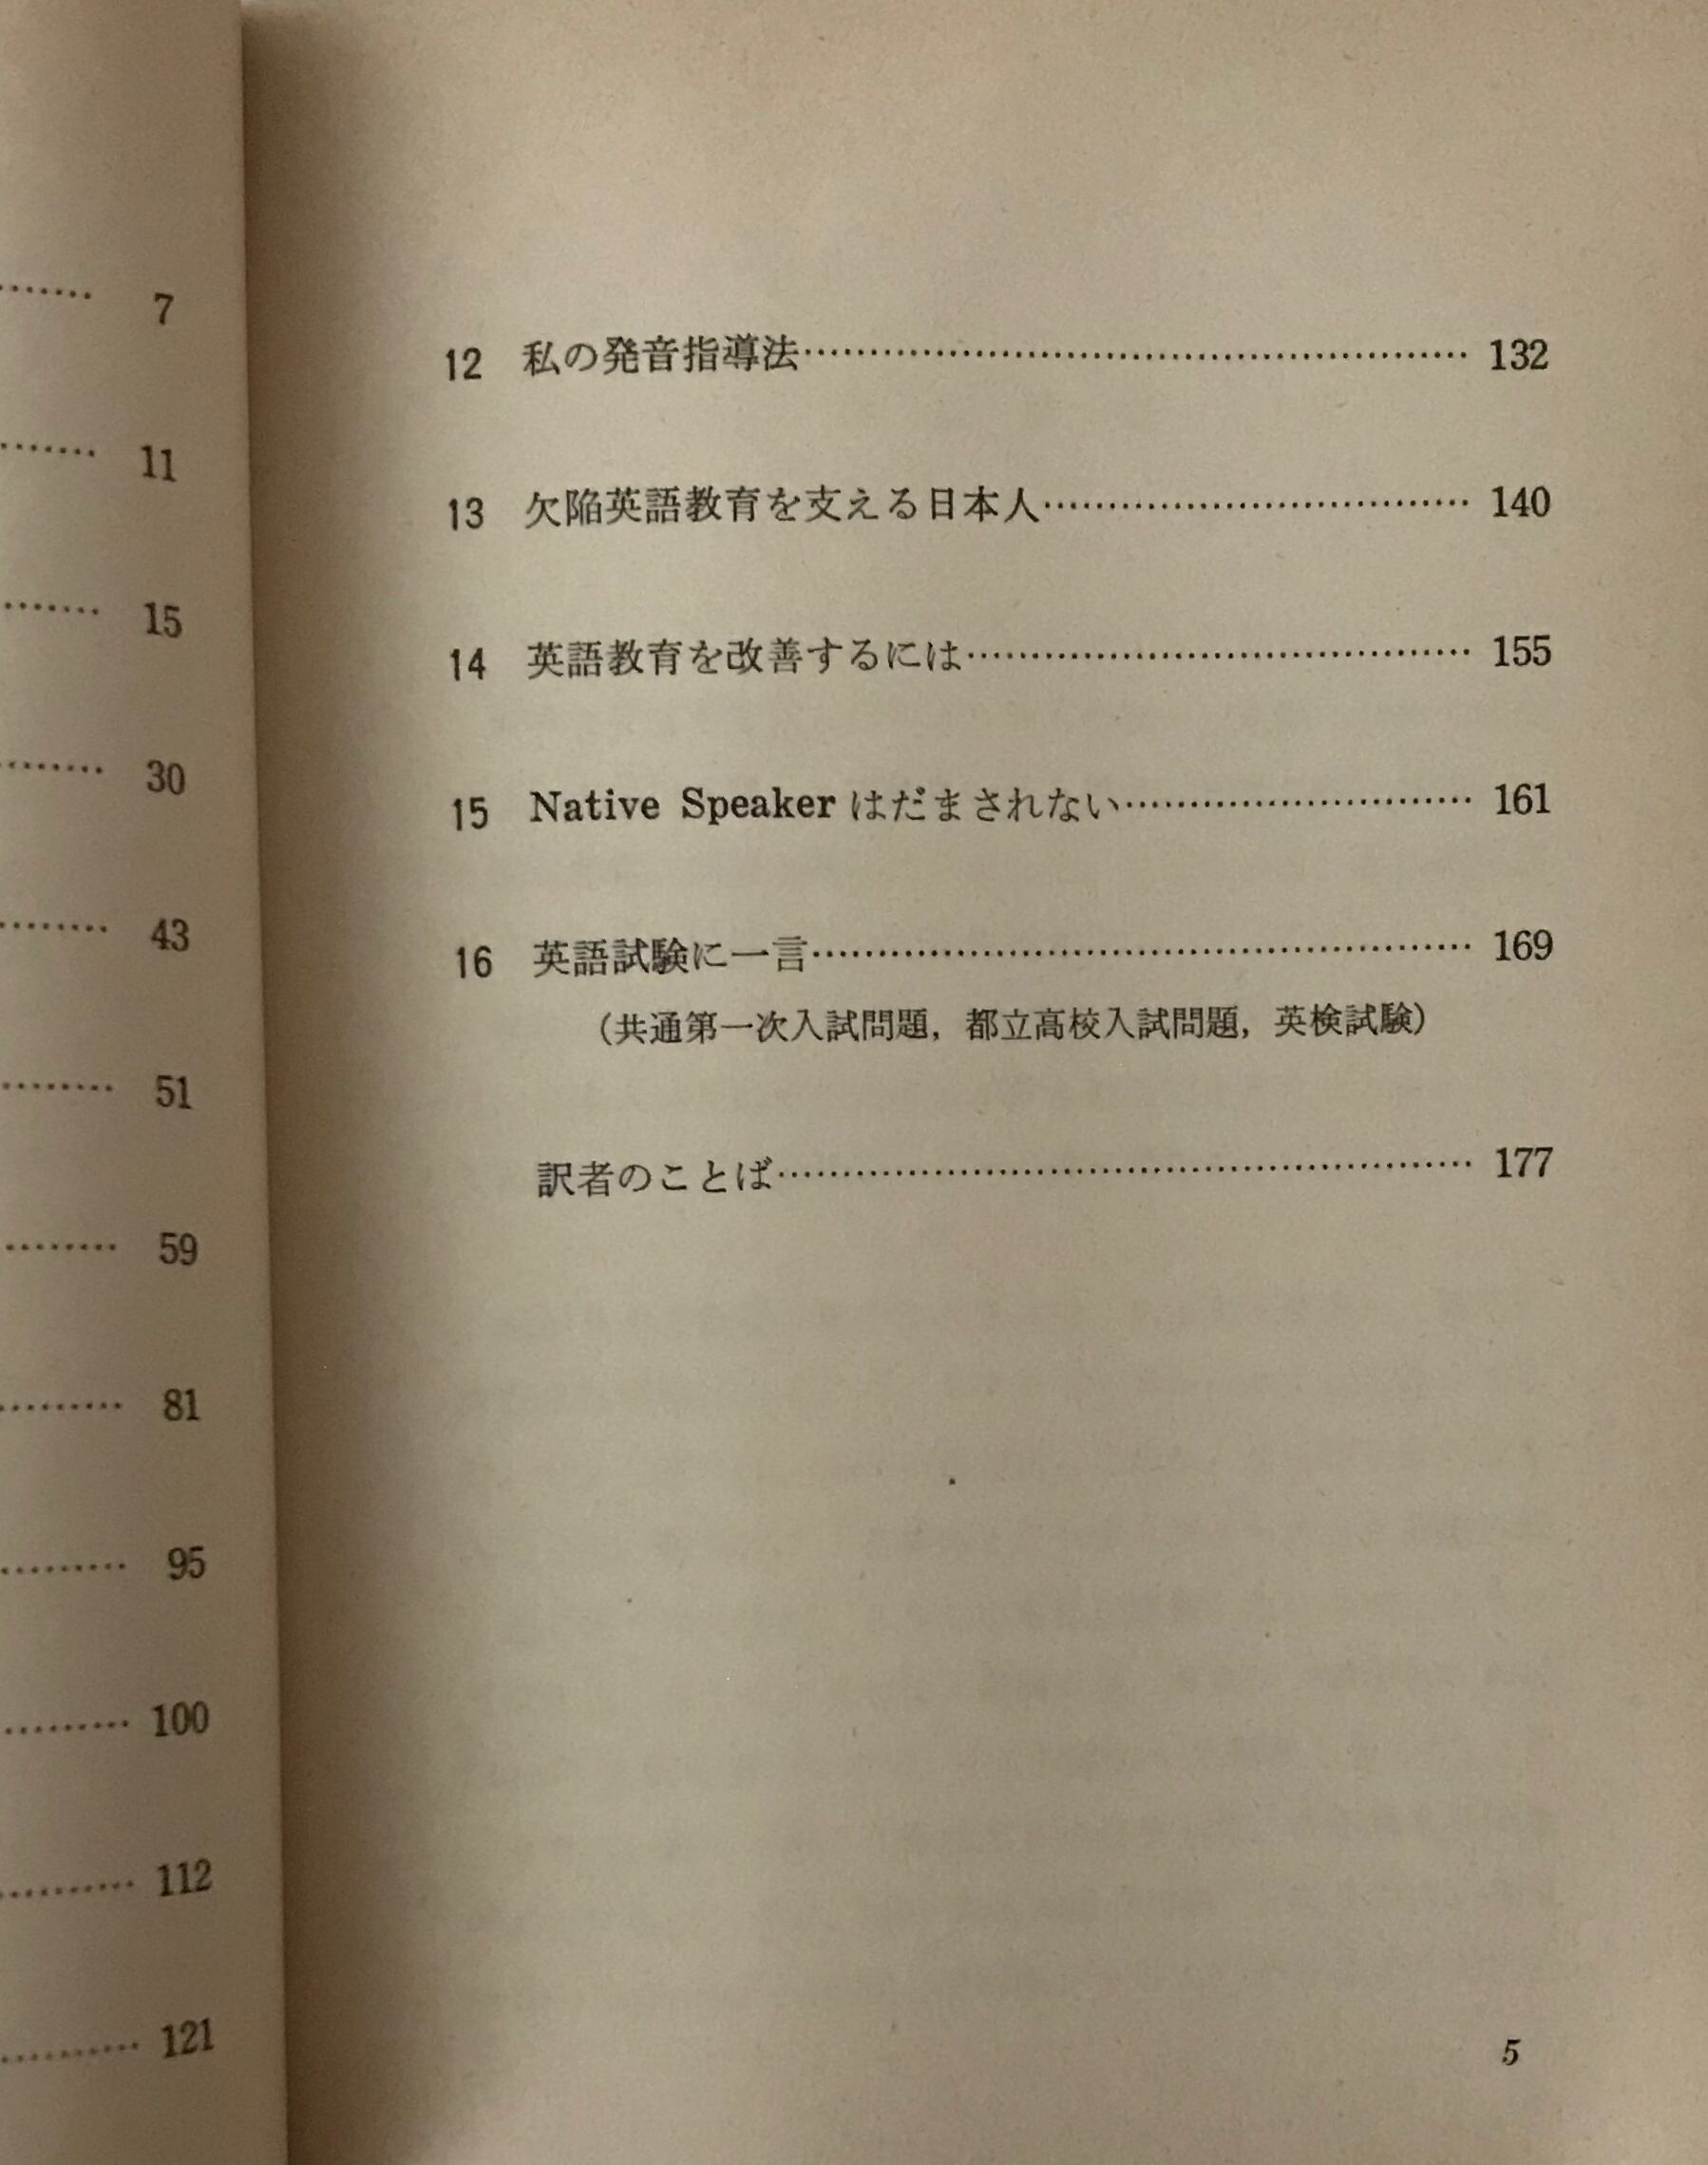 7
11
15
30
43
51
59
81
95
100
112
121
12 私の発音指導法………………………………………… 132
13 欠陥英語教育を支える日本人………………………… 140
14 英語教育を改善するには……………………………… 155
15 Native Speaker はだまされない…………………… 161
16 英語試験に一言………………………………………… 169
(共通第一次入試問題, 都立高校入試問題, 英検試験)
訳者のことば…………………………………………… 177
5